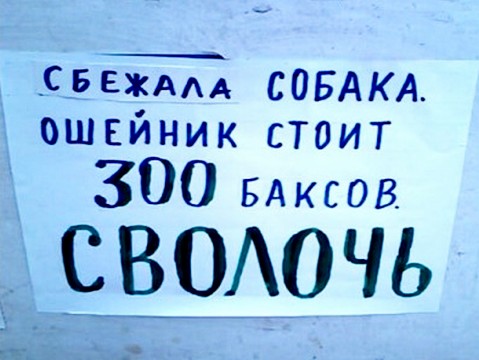 СБЕЖАЛА СОБАКА.
ОШЕЙНИК СТОИТ
300 БАКСОВ.
СВОЛОЧЬ